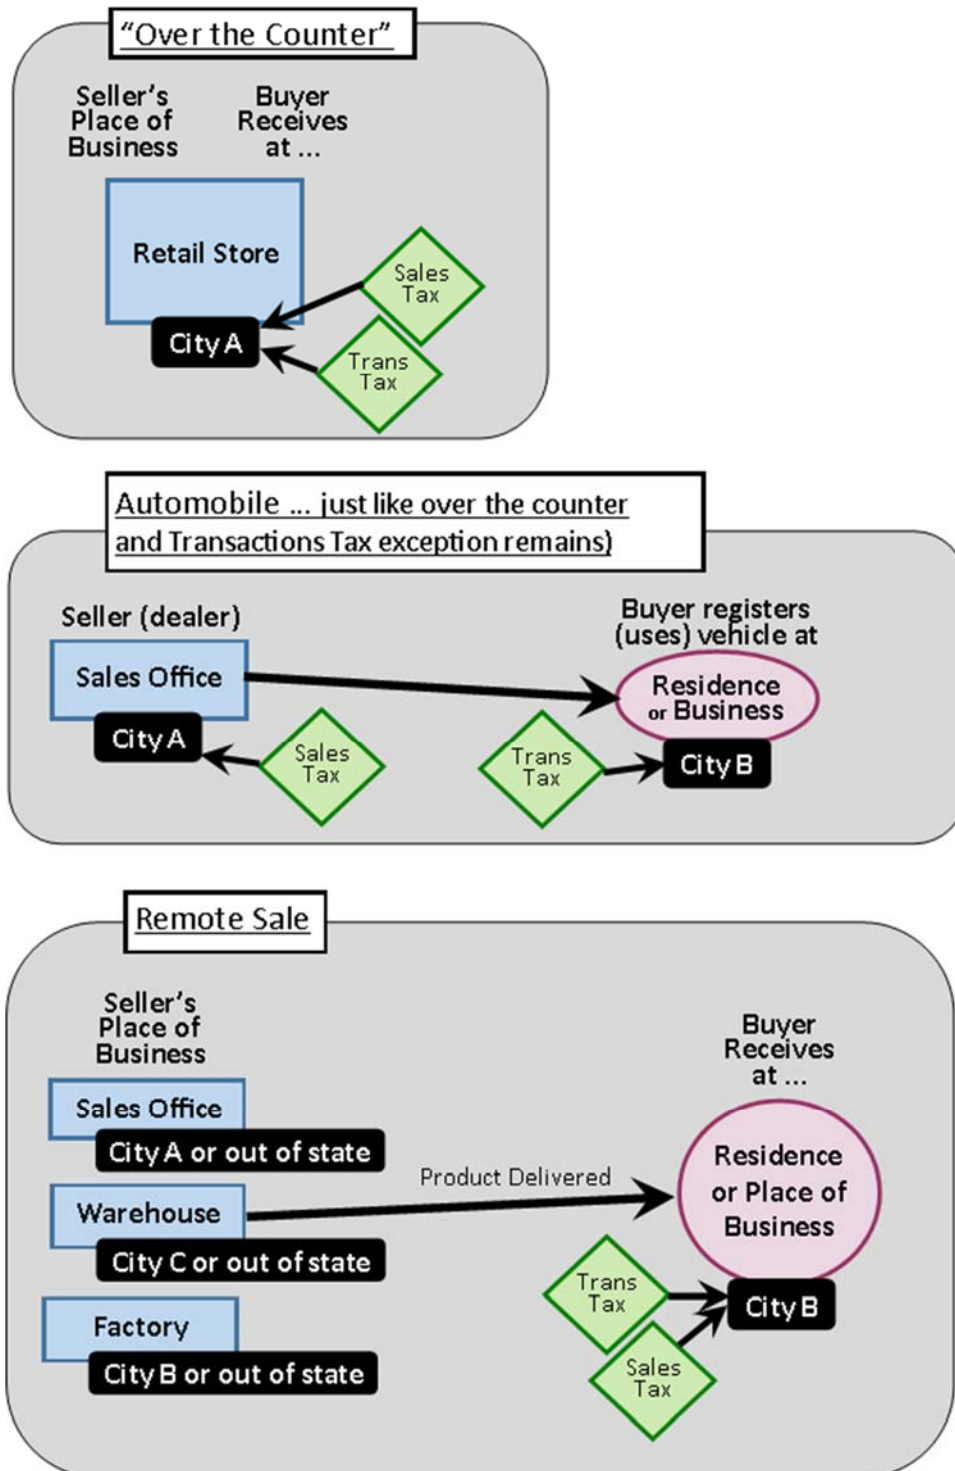 “Over the Counter”
Seller’s
Place of
Business
Buyer
Receives
at ...
Retail Store
City A
Sales
Tax
Trans
Tax
Automobile ... just like over the counter
and Transactions Tax exception remains)
Seller (dealer)
Sales Office
City A
Sales
Tax
Buyer registers
(uses) vehicle at
Residence
or Business
Trans
Tax
City B
Remote Sale
Seller’s
Place of
Business
Sales Office
City A or out of state
Warehouse
City C or out of state
Factory
City B or out of state
Product Delivered
Buyer
Receives
at ...
Residence
or Place of
Business
City B
Trans
Tax
Sales
Tax